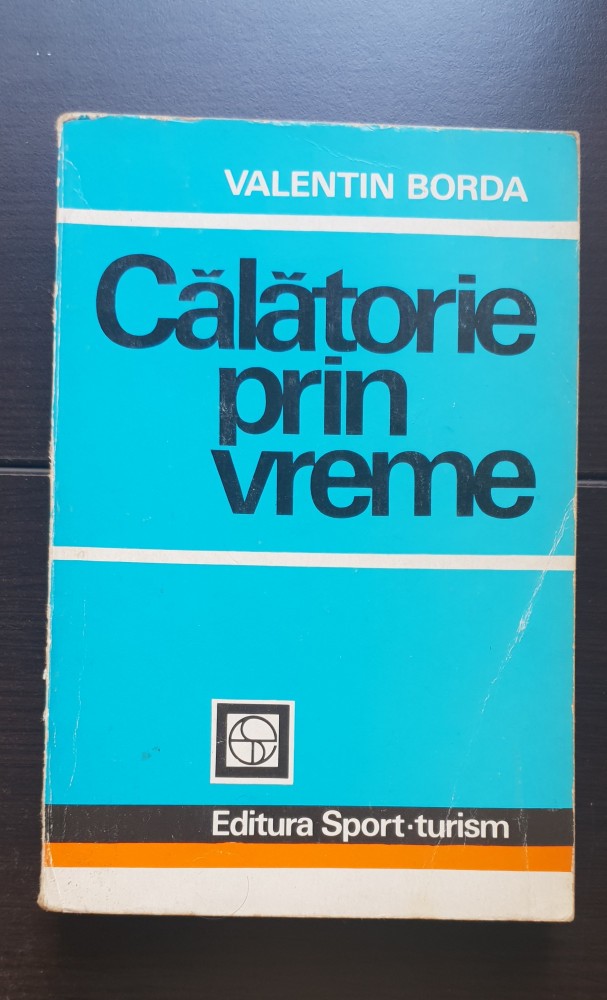 VALENTIN BORDA
Călătorie
prin
vreme
Editura Sport•turism